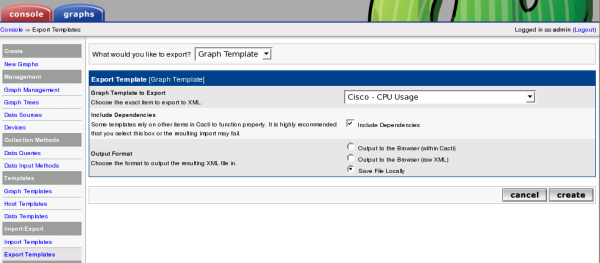 console graphs
Console -> Export Templates Logged in as admin (Logout)
Create
New Graphs
Management
Graph Management
Graph Trees
Data Sources
Devices
Collection Methods
Data Queries
Data Input Methods
Templates
Graph Templates
Host Templates
Data Templates
Import/Export
Import Templates
Export Templates
What would you like to export? Graph Template
Export Template [Graph Template]
Graph Template to Export
Choose the exact item to export to XML.
Cisco - CPU Usage
Include Dependencies
Some templates rely on other items in Cacti to function properly. It is highly recommended
that you select this box or the resulting import may fail.
Include Dependencies
Output Format
Choose the format to output the resulting XML file in.
Output to the Browser (within Cacti)
Output to the Browser (raw XML)
Save File Locally
cancel create